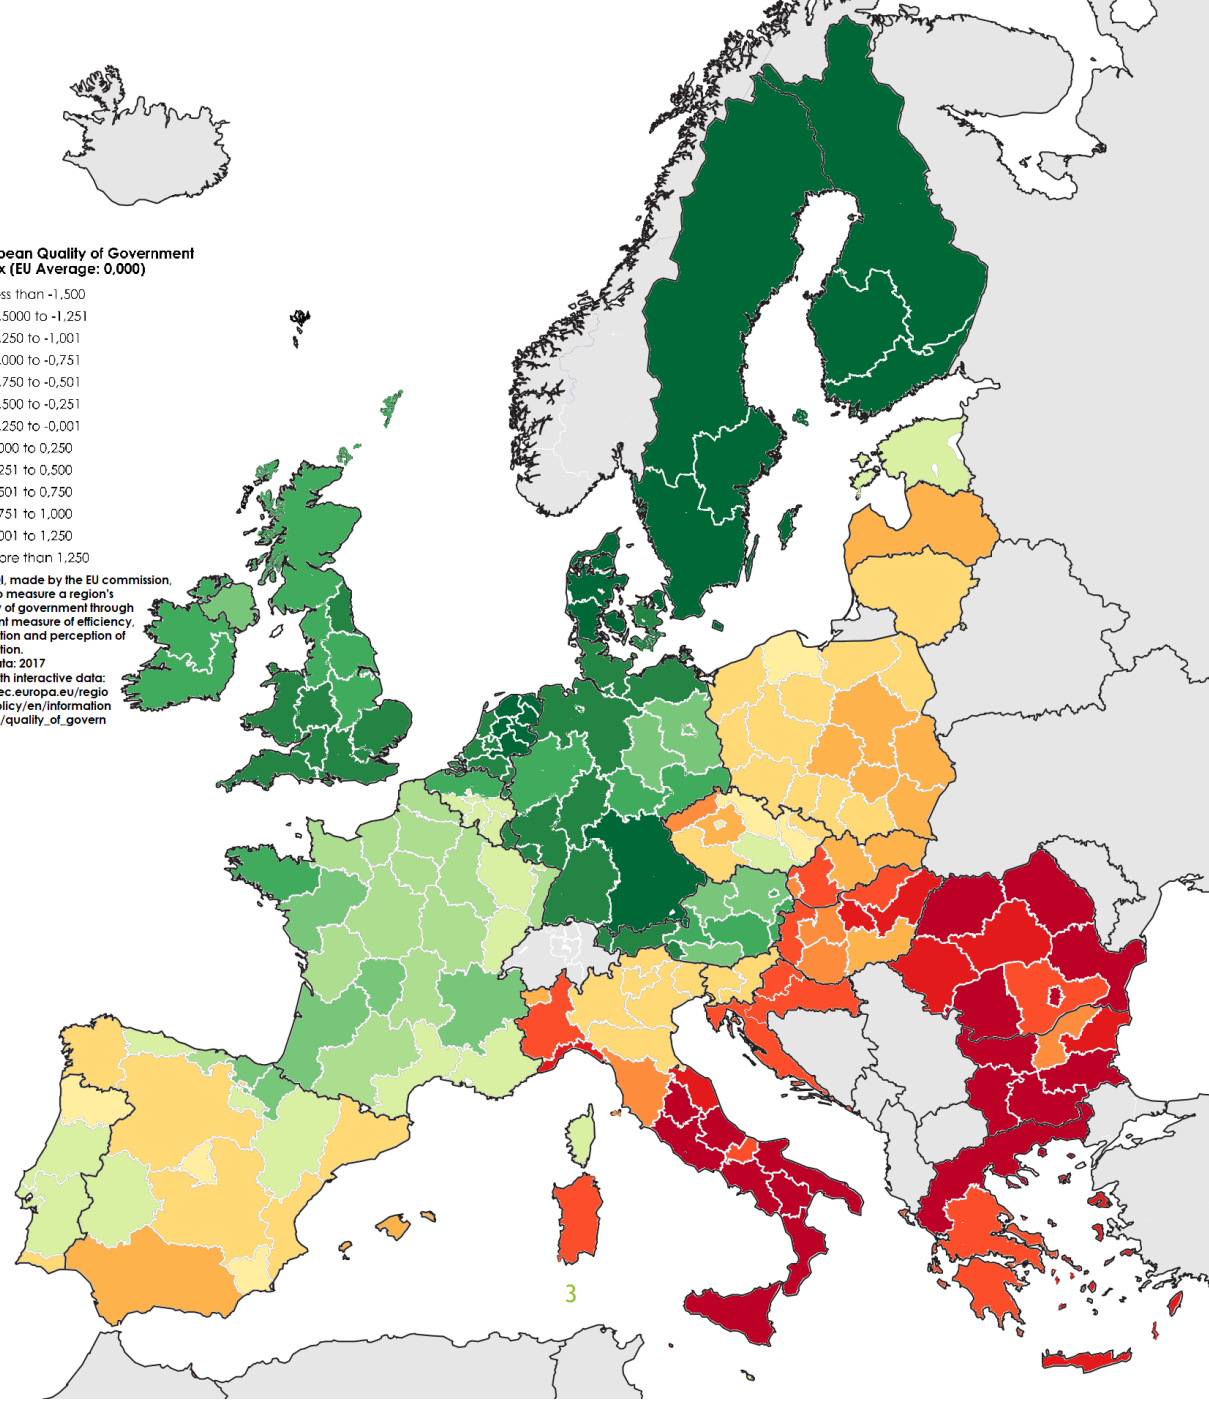 pean Quality of Government
x (EU Average: 0,000)
ess than -1,500
,5000 to -1,251
,250 to -1,001
,000 to -0,751
,750 to -0,501
,500 to -0,251
,250 to -0,001
000 to 0,250
251 to 0,500
501 to 0,750
751 to 1,000
001 to 1,250
ore than 1,250
I, made by the EU commission,
o measure a region's
y of government through
nt measure of efficiency,
tion and perception of
tion.
ata: 2017
th interactive data:
ec.europa.eu/regio
olicy/en/information
/quality_of_govern
3